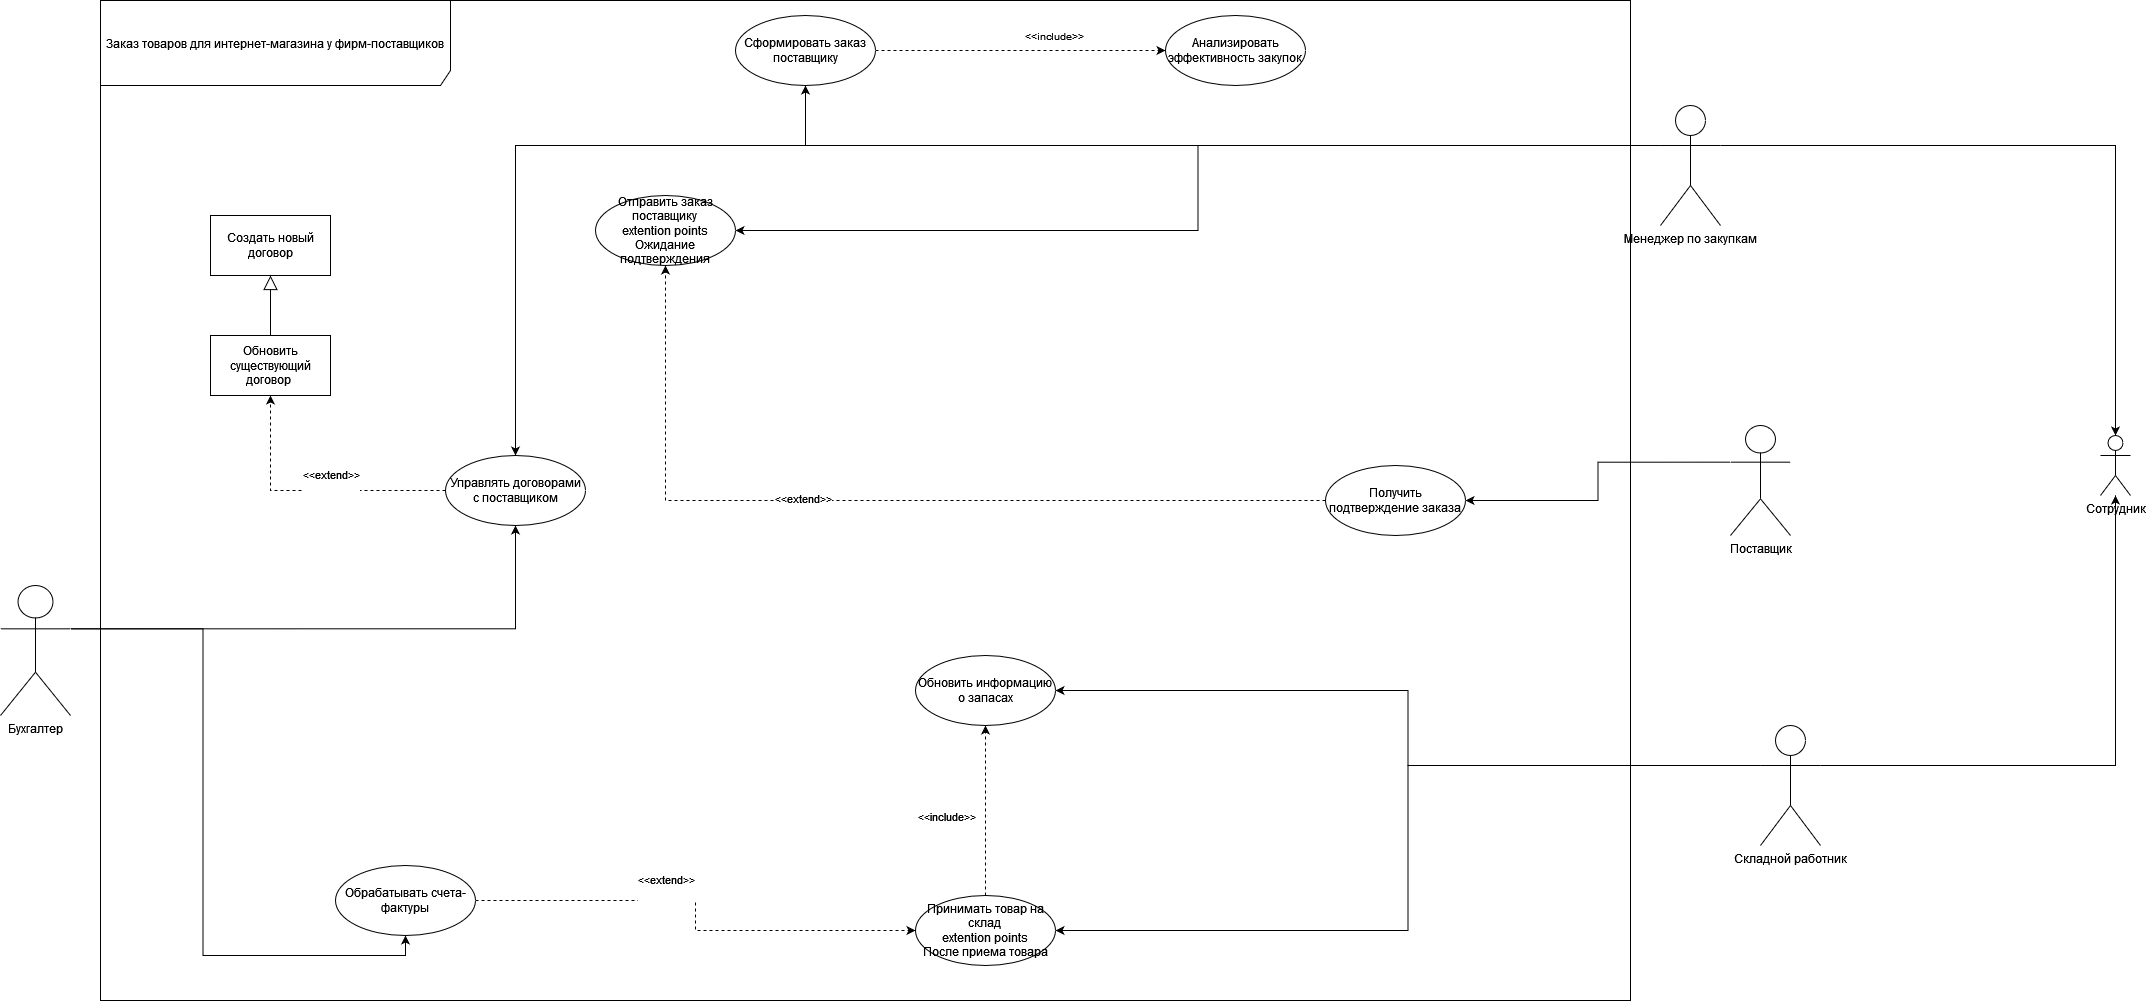 Заказ товаров для интернет-магазина у фирм-поставщиков
Сформировать заказ
поставщику
<<include>>
Анализировать
эффективность закупок
Менеджер по закупкам
Отправить заказ
поставщику
extention points
Ожидание
подтверждения
Создать новый
договор
Обновить
существующий
договор
<<extend>>
Управлять договорами
с поставщиком
<<extend>>
Получить
подтверждение заказа
Поставщик
Сотрудник
Бухгалтер
Обновить информацию
о запасах
<<include>>
Складной работник
Обрабатывать счета-
фактуры
<<extend>>
Принимать товар на
склад
extention points
После приема товара